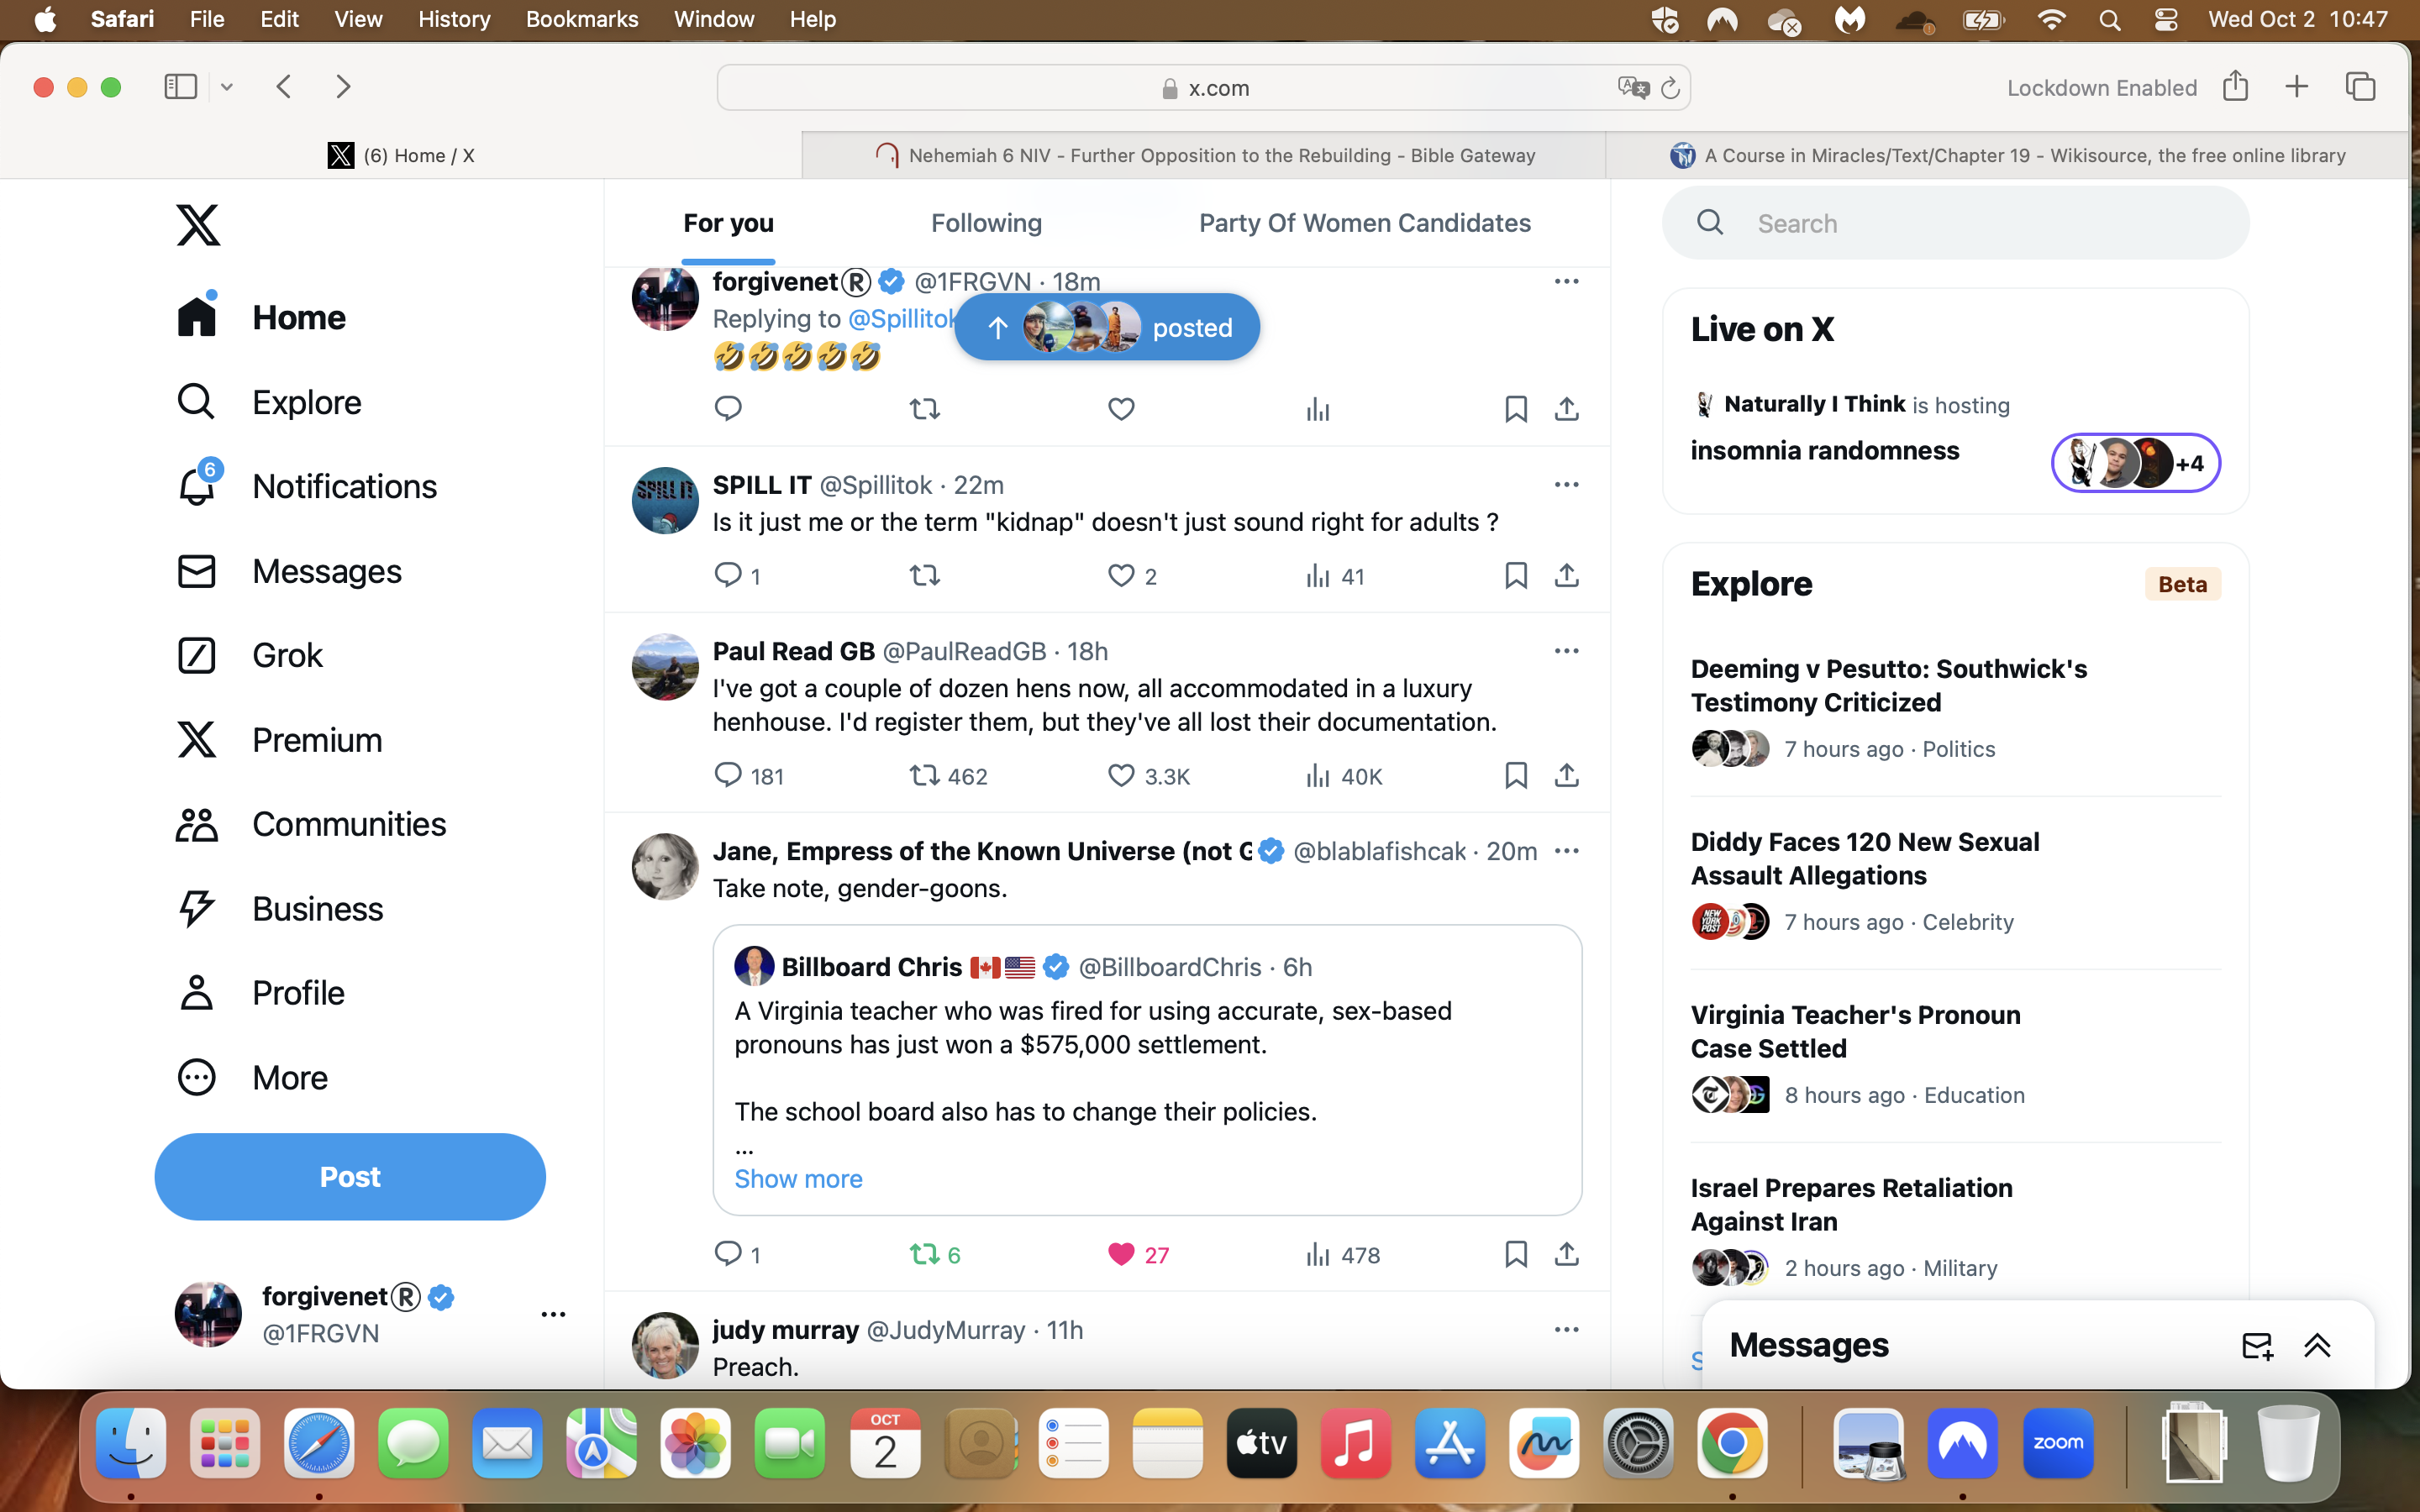 Safari File Edit View History Bookmarks Window Help Wed Oct 2 10:47
x.com
Lockdown Enabled
(6) Home / X
Nehemiah 6 NIV - Further Opposition to the Rebuilding - Bible Gateway
A Course in Miracles/Text/Chapter 19 - Wikisource, the free online library
Home
Explore
6
Notifications
Messages
Grok
Premium
Communities
Business
Profile
More
Post
forgivenet®
@1FRGVN
For you Following Party Of Women Candidates
forgivenet® @1FRGVN · 18m
Replying to @Spillitok
posted
🤣🤣🤣🤣🤣
SPILL IT
SPILL IT @Spillitok · 22m
Is it just me or the term "kidnap" doesn't just sound right for adults ?
1 2 41
Paul Read GB @PaulReadGB · 18h
I've got a couple of dozen hens now, all accommodated in a luxury
henhouse. I'd register them, but they've all lost their documentation.
181 462 3.3K 40K
Jane, Empress of the Known Universe (not G @blablafishcak · 20m
Take note, gender-goons.
Billboard Chris 🇨🇦🇺🇸 @BillboardChris · 6h
A Virginia teacher who was fired for using accurate, sex-based
pronouns has just won a $575,000 settlement.
The school board also has to change their policies.
...
Show more
1 6 27 478
judy murray @JudyMurray · 11h
Preach.
Search
Live on X
Naturally I Think is hosting
insomnia randomness
+4
Explore
Beta
Deeming v Pesutto: Southwick's
Testimony Criticized
7 hours ago · Politics
Diddy Faces 120 New Sexual
Assault Allegations
NEW YORK POST
7 hours ago · Celebrity
Virginia Teacher's Pronoun
Case Settled
8 hours ago · Education
Israel Prepares Retaliation
Against Iran
2 hours ago · Military
S
Messages
OCT
2
tv
zoom